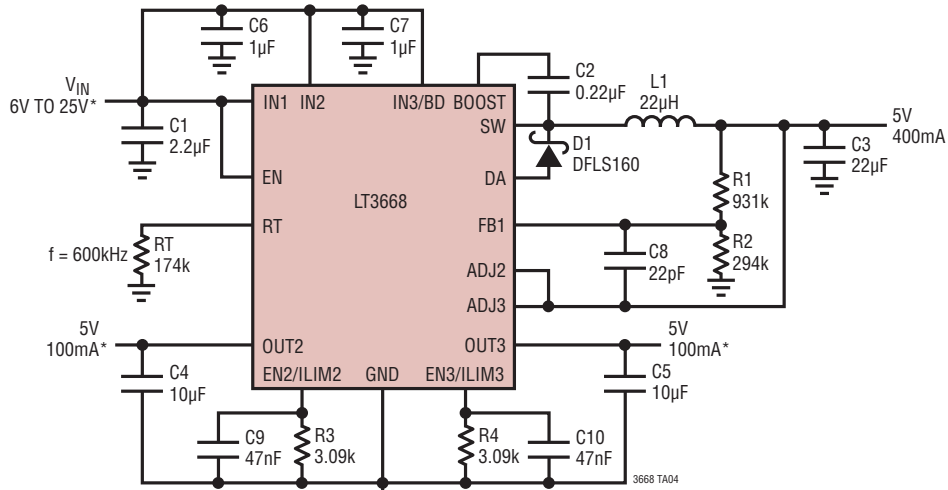 C6
1µF
C7
1µF
V_IN
6V TO 25V*
IN1
IN2
IN3/BD
BOOST
C2
0.22µF
L1
22µH
SW
5V
400mA
C1
2.2µF
D1
DFLS160
C3
22µF
EN
DA
R1
931k
LT3668
RT
FB1
f = 600kHz
RT
174k
C8
22pF
R2
294k
ADJ2
ADJ3
5V
100mA*
OUT2
OUT3
5V
100mA*
C4
10µF
EN2/ILIM2
GND
EN3/ILIM3
C5
10µF
C9
47nF
R3
3.09k
R4
3.09k
C10
47nF
3668 TA04